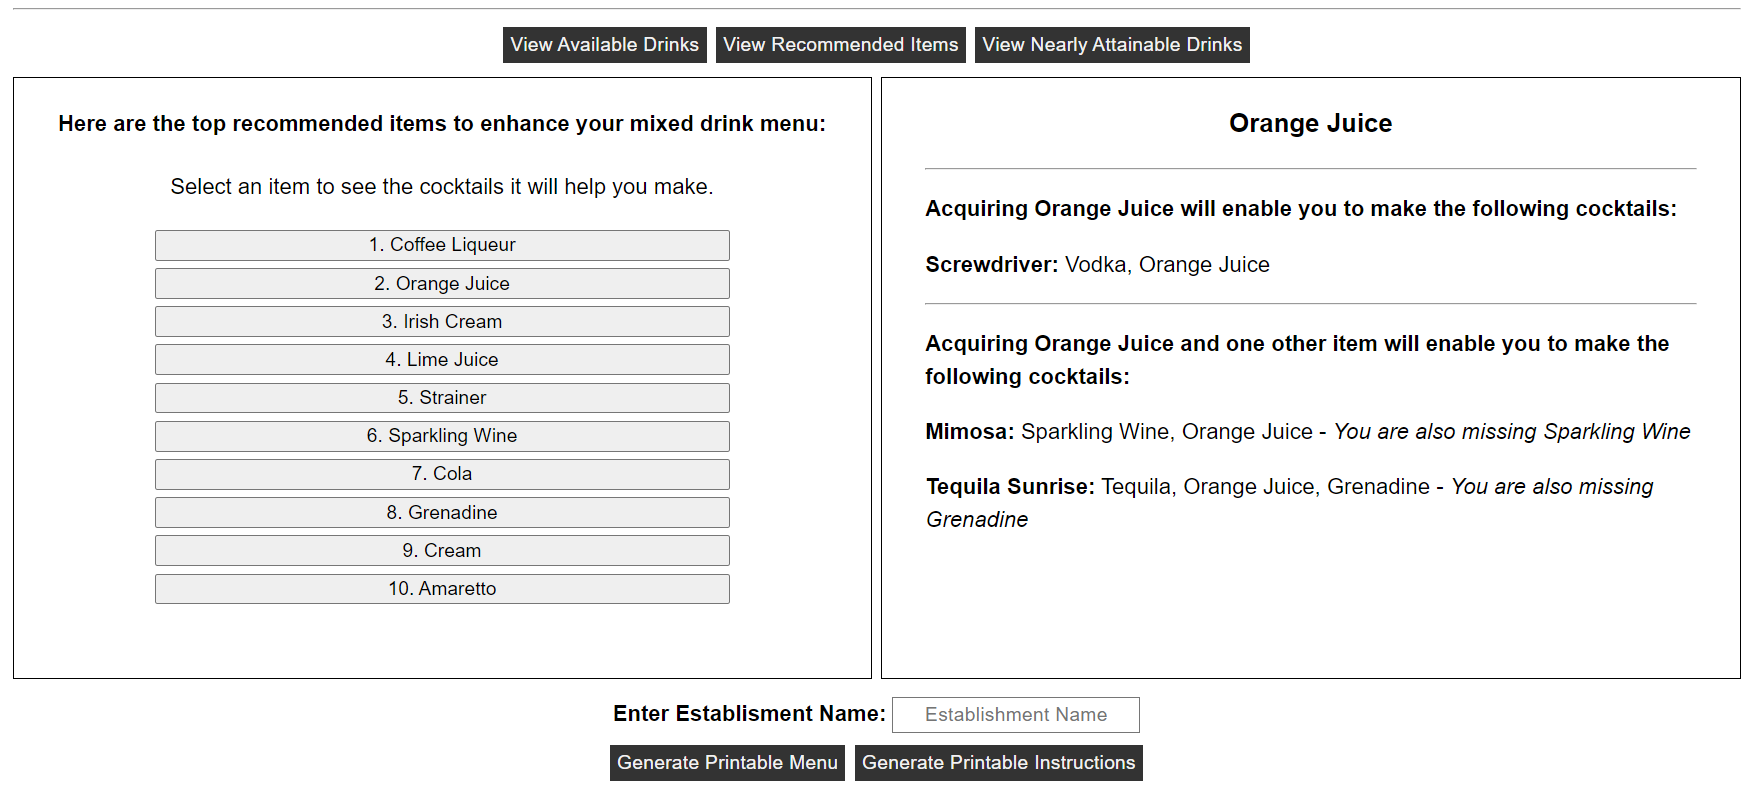 View Available Drinks
View Recommended Items
View Nearly Attainable Drinks
Here are the top recommended items to enhance your mixed drink menu:
Select an item to see the cocktails it will help you make.
1. Coffee Liqueur
2. Orange Juice
3. Irish Cream
4. Lime Juice
5. Strainer
6. Sparkling Wine
7. Cola
8. Grenadine
9. Cream
10. Amaretto
Orange Juice
Acquiring Orange Juice will enable you to make the following cocktails:
Screwdriver: Vodka, Orange Juice
Acquiring Orange Juice and one other item will enable you to make the
following cocktails:
Mimosa: Sparkling Wine, Orange Juice - You are also missing Sparkling Wine
Tequila Sunrise: Tequila, Orange Juice, Grenadine - You are also missing
Grenadine
Enter Establisment Name: Establishment Name
Generate Printable Menu
Generate Printable Instructions